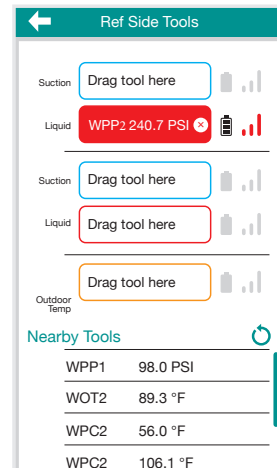 Ref Side Tools
Suction Drag tool here
Liquid WPP2 240.7 PSI
Suction Drag tool here
Liquid Drag tool here
Drag tool here
Outdoor
Temp
Nearby Tools
WPP1 98.0 PSI
WOT2 89.3 °F
WPC2 56.0 °F
WPC2 106.1 °F